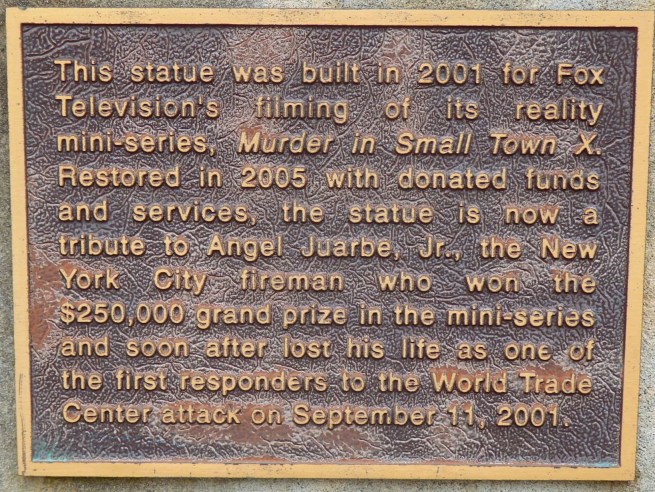 This statue was built in 2001 for Fox
Television's filming of its reality
mini-series, Murder in Small Town X.
Restored in 2005 with donated funds
and services, the statue is now a
tribute to Angel Juarbe, Jr., the New
York City fireman who won the
$250,000 grand prize in the mini-series
and soon after lost his life as one of
the first responders to the World Trade
Center attack on September 11, 2001.